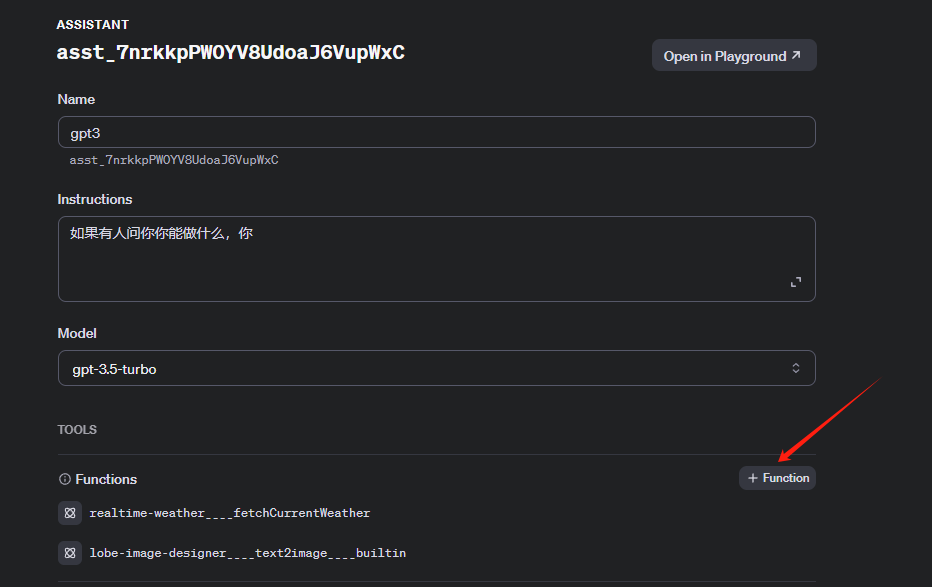 ASSISTANT
asst_7nrkkpPWOYV8UdoaJ6VupWxC
Open in Playground ↗
Name
gpt3
asst_7nrkkpPWOYV8UdoaJ6VupWxC
Instructions
如果有人问你你能做什么，你
Model
gpt-3.5-turbo
TOOLS
Functions
+ Function
realtime-weather____fetchCurrentWeather
lobe-image-designer____text2image____builtin